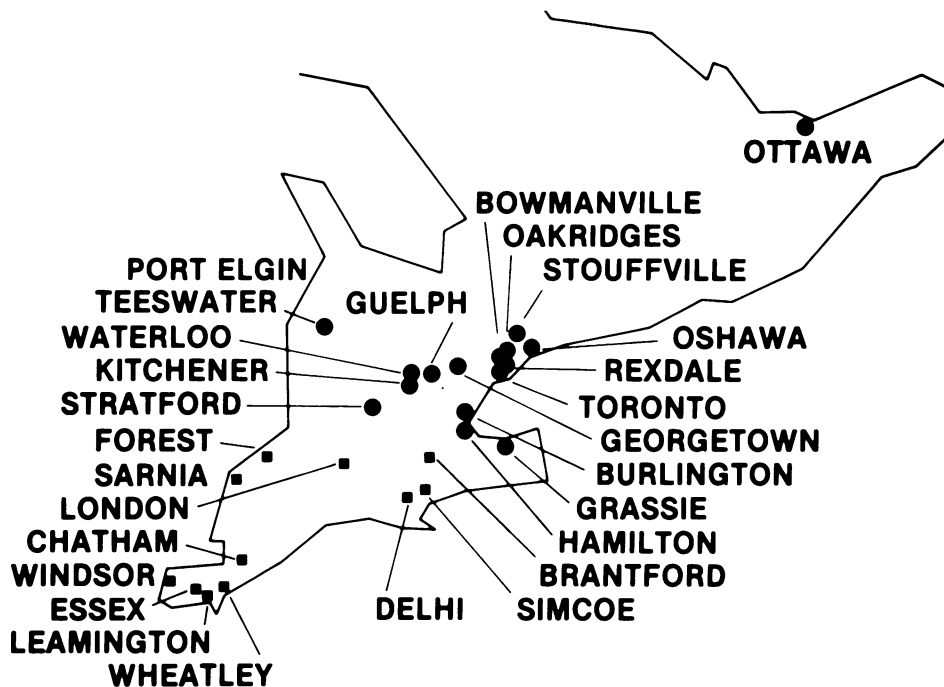 OTTAWA
BOWMANVILLE
OAKRIDGES
STOUFFVILLE
PORT ELGIN
TEESWATER
GUELPH
WATERLOO
OSHAWA
KITCHENER
REXDALE
STRATFORD
TORONTO
FOREST
GEORGETOWN
SARNIA
BURLINGTON
LONDON
GRASSIE
CHATHAM
HAMILTON
WINDSOR
BRANTFORD
ESSEX
DELHI
SIMCOE
LEAMINGTON
WHEATLEY